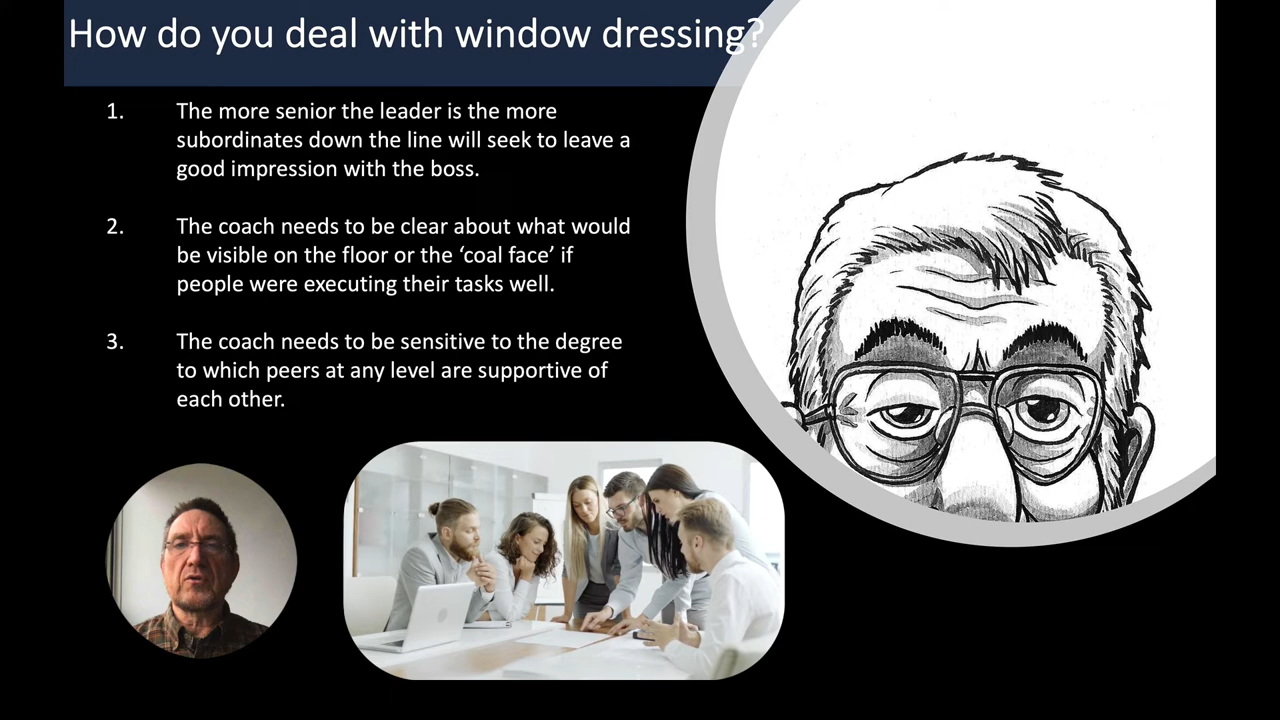 How do you deal with window dressing?
1. The more senior the leader is the more
subordinates down the line will seek to leave a
good impression with the boss.
2. The coach needs to be clear about what would
be visible on the floor or the ‘coal face’ if
people were executing their tasks well.
3. The coach needs to be sensitive to the degree
to which peers at any level are supportive of
each other.